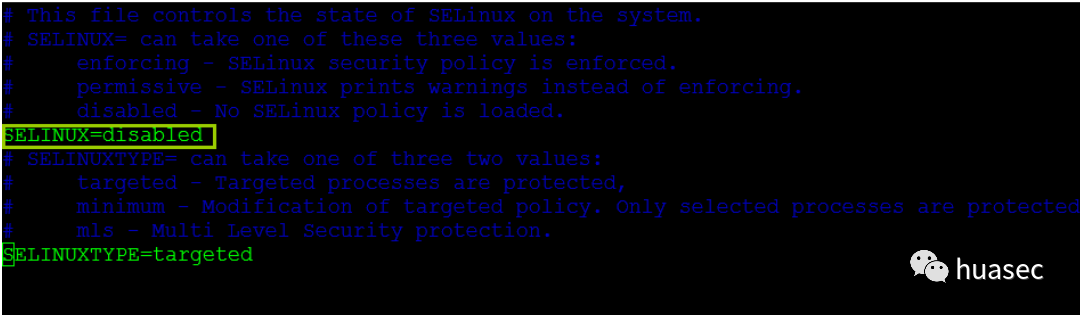 # This file controls the state of SELinux on the system.
# SELINUX= can take one of these three values:
#     enforcing - SELinux security policy is enforced.
#     permissive - SELinux prints warnings instead of enforcing.
#     disabled - No SELinux policy is loaded.
SELINUX=disabled
# SELINUXTYPE= can take one of three two values:
#     targeted - Targeted processes are protected,
#     minimum - Modification of targeted policy. Only selected processes are protected
#     mls - Multi Level Security protection.
SELINUXTYPE=targeted
huasec